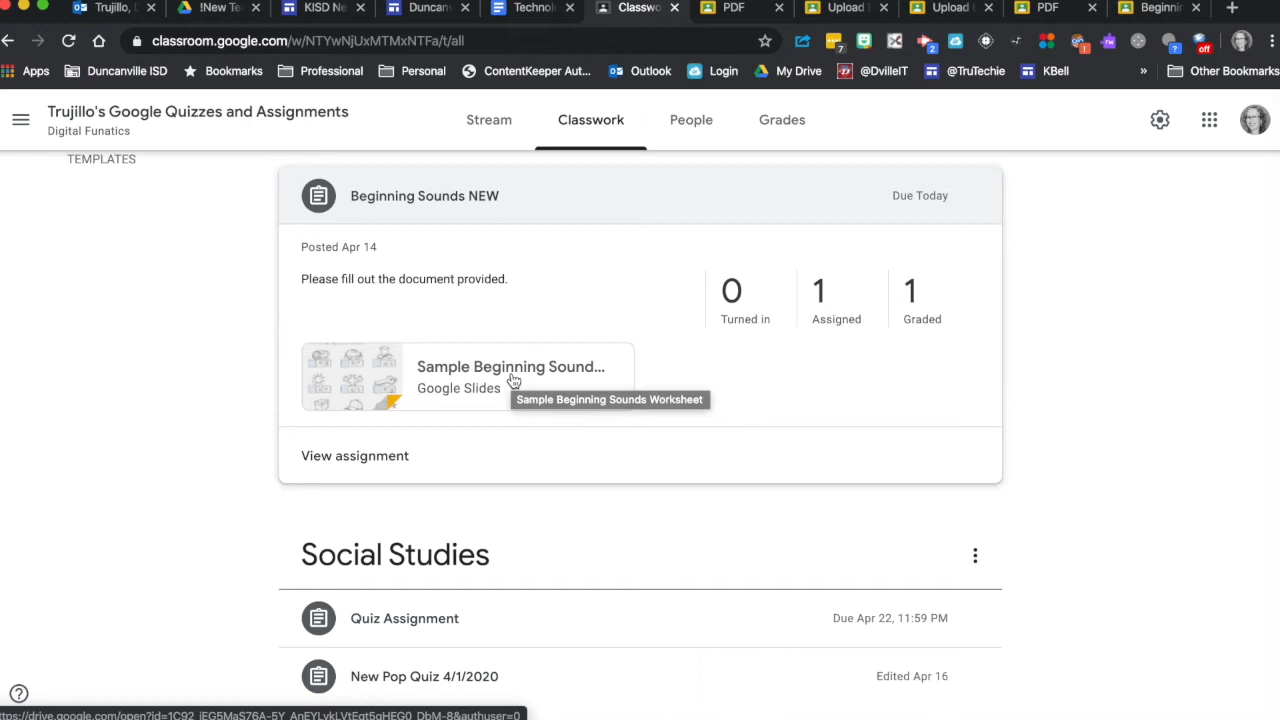 Trujillo,
!New Te
KISD Ne
Duncan
Technol
Classwo
PDF
Upload
Upload
PDF
Beginnin
classroom.google.com/w/NTYwNjUxMTMxNTFa/t/all
7
2
?
off
Apps
Duncanville ISD
Bookmarks
Professional
Personal
ContentKeeper Aut...
Outlook
Login
My Drive
@DvilleIT
@TruTechie
KBell
»
Other Bookmarks
Trujillo's Google Quizzes and Assignments
Digital Funatics
Stream
Classwork
People
Grades
TEMPLATES
Beginning Sounds NEW
Due Today
Posted Apr 14
Please fill out the document provided.
0
Turned in
1
Assigned
1
Graded
Sample Beginning Sound...
Google Slides
Sample Beginning Sounds Worksheet
View assignment
Social Studies
Quiz Assignment
Due Apr 22, 11:59 PM
New Pop Quiz 4/1/2020
Edited Apr 16